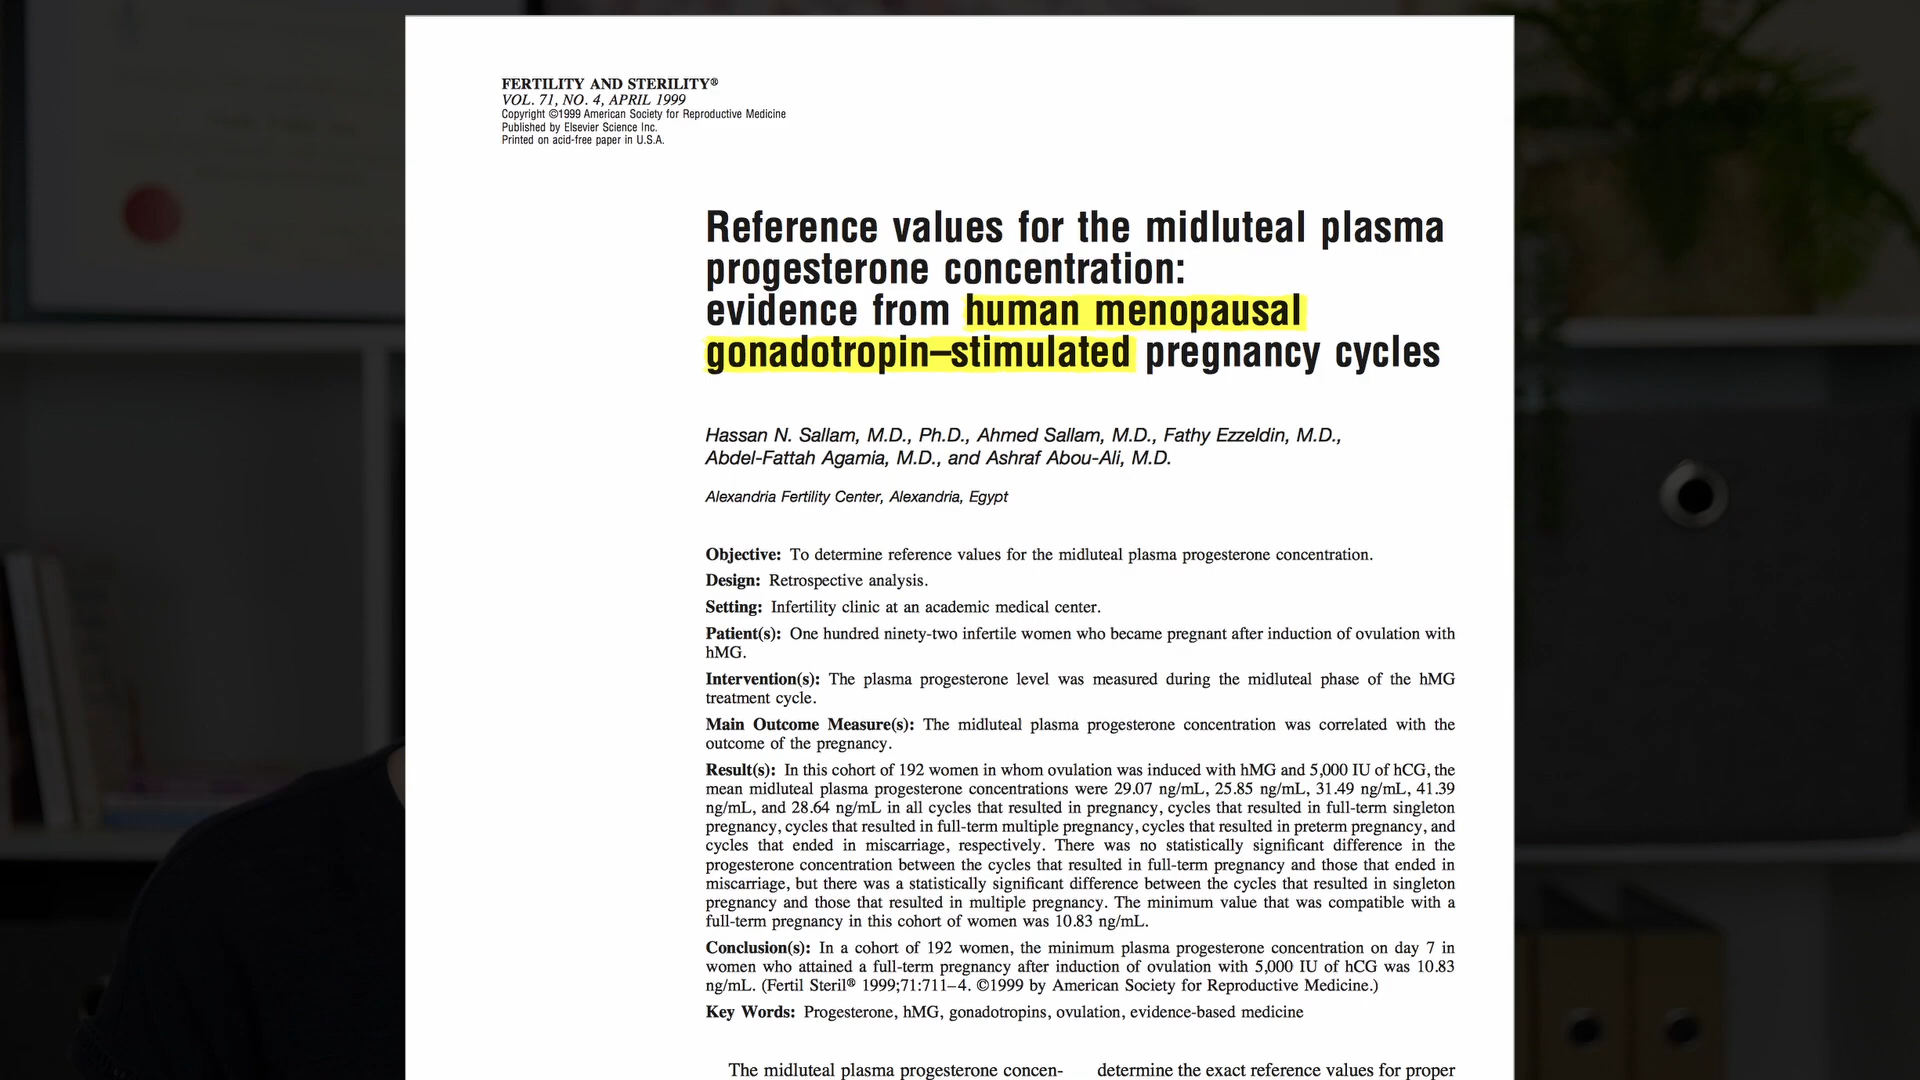 FERTILITY AND STERILITY®
VOL. 71, NO. 4, APRIL 1999
Copyright ©1999 American Society for Reproductive Medicine
Published by Elsevier Science Inc.
Printed on acid-free paper in U.S.A.
Reference values for the midluteal plasma
progesterone concentration:
evidence from human menopausal
gonadotropin–stimulated pregnancy cycles
Hassan N. Sallam, M.D., Ph.D., Ahmed Sallam, M.D., Fathy Ezzeldin, M.D.,
Abdel-Fattah Agamia, M.D., and Ashraf Abou-Ali, M.D.
Alexandria Fertility Center, Alexandria, Egypt
Objective: To determine reference values for the midluteal plasma progesterone concentration.
Design: Retrospective analysis.
Setting: Infertility clinic at an academic medical center.
Patient(s): One hundred ninety-two infertile women who became pregnant after induction of ovulation with
hMG.
Intervention(s): The plasma progesterone level was measured during the midluteal phase of the hMG
treatment cycle.
Main Outcome Measure(s): The midluteal plasma progesterone concentration was correlated with the
outcome of the pregnancy.
Result(s): In this cohort of 192 women in whom ovulation was induced with hMG and 5,000 IU of hCG, the
mean midluteal plasma progesterone concentrations were 29.07 ng/mL, 25.85 ng/mL, 31.49 ng/mL, 41.39
ng/mL, and 28.64 ng/mL in all cycles that resulted in pregnancy, cycles that resulted in full-term singleton
pregnancy, cycles that resulted in full-term multiple pregnancy, cycles that resulted in preterm pregnancy, and
cycles that ended in miscarriage, respectively. There was no statistically significant difference in the
progesterone concentration between the cycles that resulted in full-term pregnancy and those that ended in
miscarriage, but there was a statistically significant difference between the cycles that resulted in singleton
pregnancy and those that resulted in multiple pregnancy. The minimum value that was compatible with a
full-term pregnancy in this cohort of women was 10.83 ng/mL.
Conclusion(s): In a cohort of 192 women, the minimum plasma progesterone concentration on day 7 in
women who attained a full-term pregnancy after induction of ovulation with 5,000 IU of hCG was 10.83
ng/mL. (Fertil Steril® 1999;71:711–4. ©1999 by American Society for Reproductive Medicine.)
Key Words: Progesterone, hMG, gonadotropins, ovulation, evidence-based medicine
The midluteal plasma progesterone concen-
determine the exact reference values for proper